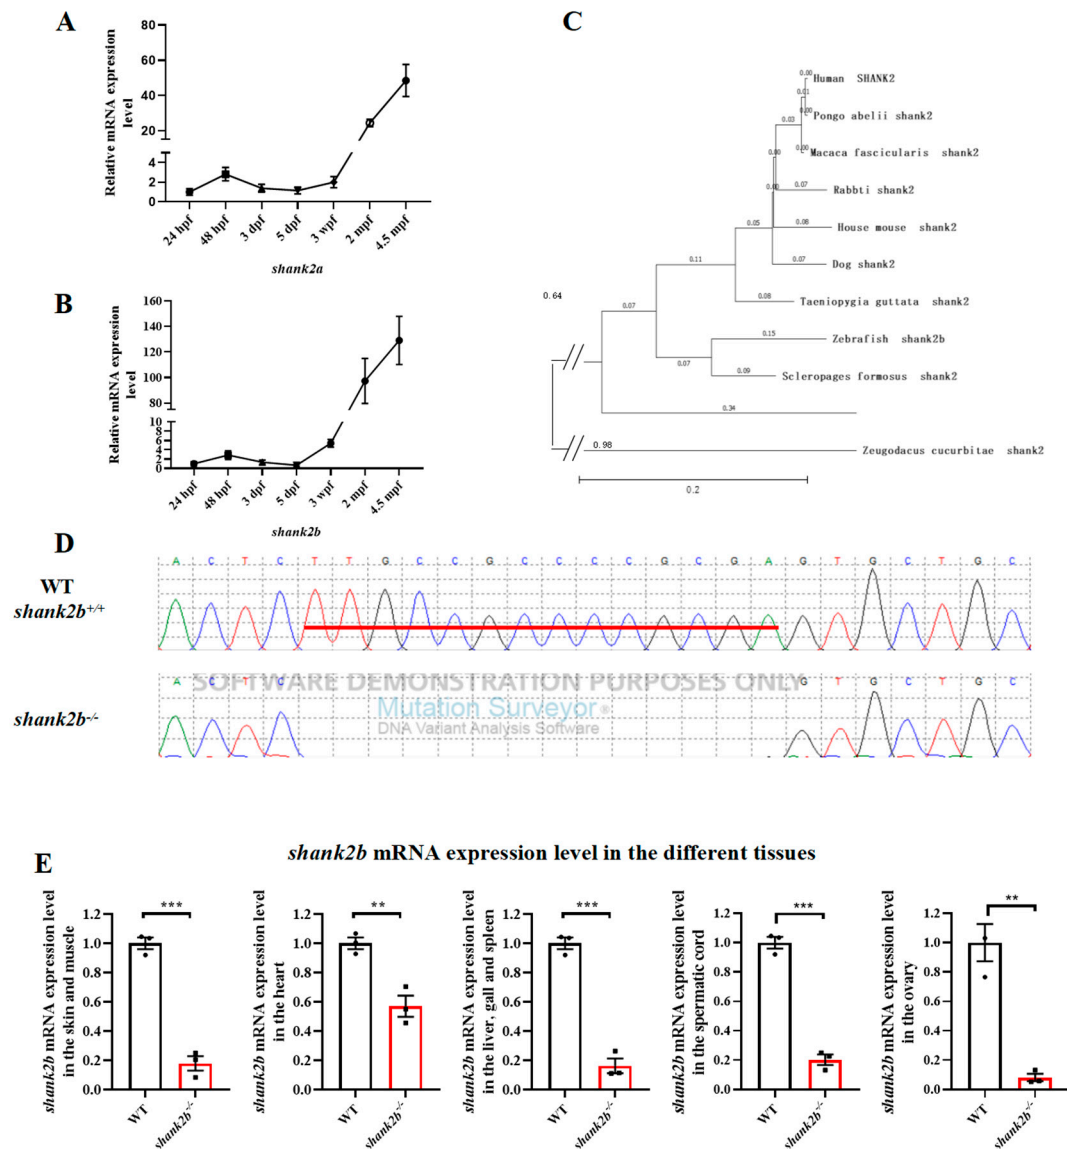 A
Relative mRNA expression
level
80
60
40
20
4
2
0
24 hpf
48 hpf
3 dpf
5 dpf
3 wpf
2 mpf
4.5 mpf
shank2a
B
Relative mRNA expression
level
160
140
120
100
80
10
8
6
4
2
0
24 hpf
48 hpf
3 dpf
5 dpf
3 wpf
2 mpf
4.5 mpf
shank2b
C
0.00
Human SHANK2
0.01
0.00
Pongo abelii shank2
0.03
0.00
Macaca fascicularis shank2
0.00
0.00
0.07
Rabbti shank2
0.05
0.08
House mouse shank2
0.11
0.07
Dog shank2
0.64
0.08
Taeniopygia guttata shank2
0.07
0.15
Zebrafish shank2b
0.07
0.09
Scleropages formosus shank2
0.34
0.98
Zeugodacus cucurbitae shank2
0.2
D
WT
shank2b+/+
A C T C T T G C C G C C C C G C G A G T G C T G C
shank2b-/-
A C T C G T G C T G C
SOFTWARE DEMONSTRATION PURPOSES ONLY
Mutation Surveyor®
DNA Variant Analysis Software
E
shank2b mRNA expression level in the different tissues
shank2b mRNA expression level
in the skin and muscle
1.2
1.0
0.8
0.6
0.4
0.2
0.0
***
WT
shank2b-/-
shank2b mRNA expression level
in the heart
1.2
1.0
0.8
0.6
0.4
0.2
0.0
**
WT
shank2b-/-
shank2b mRNA expression level
in the liver, gall and spleen
1.2
1.0
0.8
0.6
0.4
0.2
0.0
***
WT
shank2b-/-
shank2b mRNA expression level
in the spermatic cord
1.2
1.0
0.8
0.6
0.4
0.2
0.0
***
WT
shank2b-/-
shank2b mRNA expression level
in the ovary
1.2
1.0
0.8
0.6
0.4
0.2
0.0
**
WT
shank2b-/-